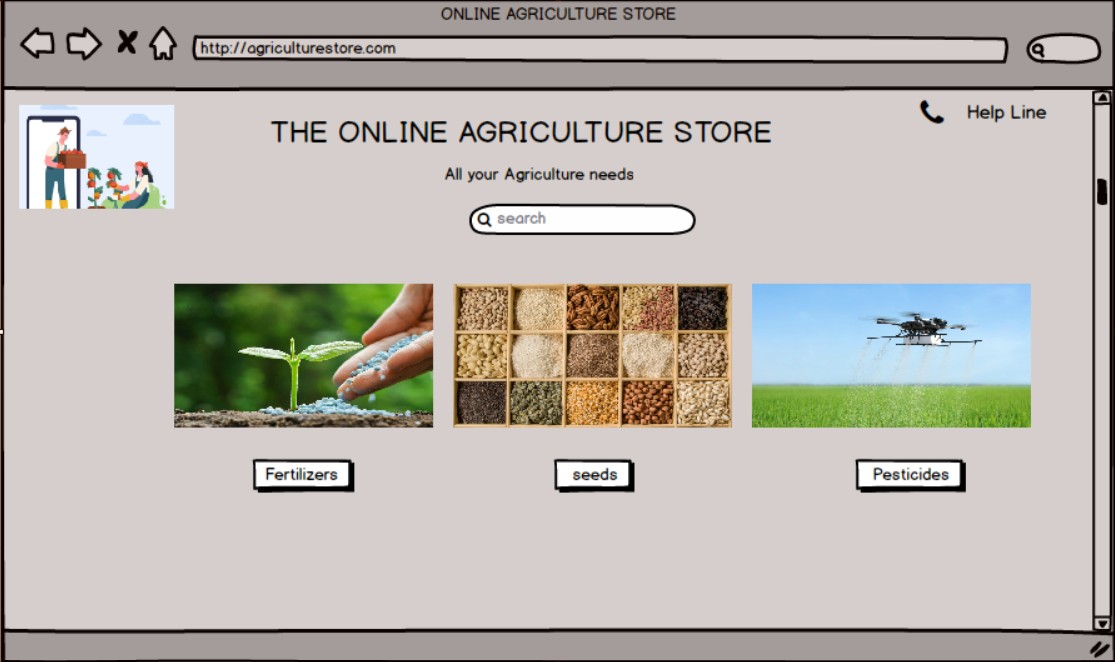 ONLINE AGRICULTURE STORE
http://agriculturestore.com
Help Line
THE ONLINE AGRICULTURE STORE
All your Agriculture needs
search
Fertilizers
seeds
Pesticides